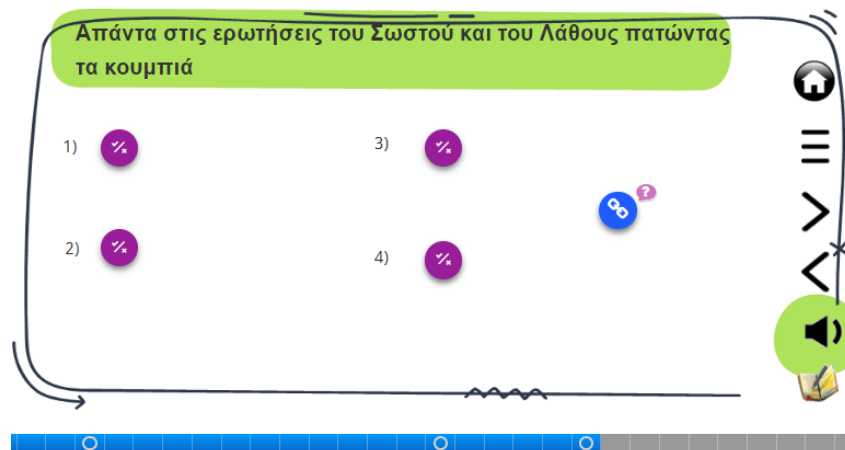 Απάντα στις ερωτήσεις του Σωστού και του Λάθους πατώντας
τα κουμπιά
1)
3)
?
2)
4)